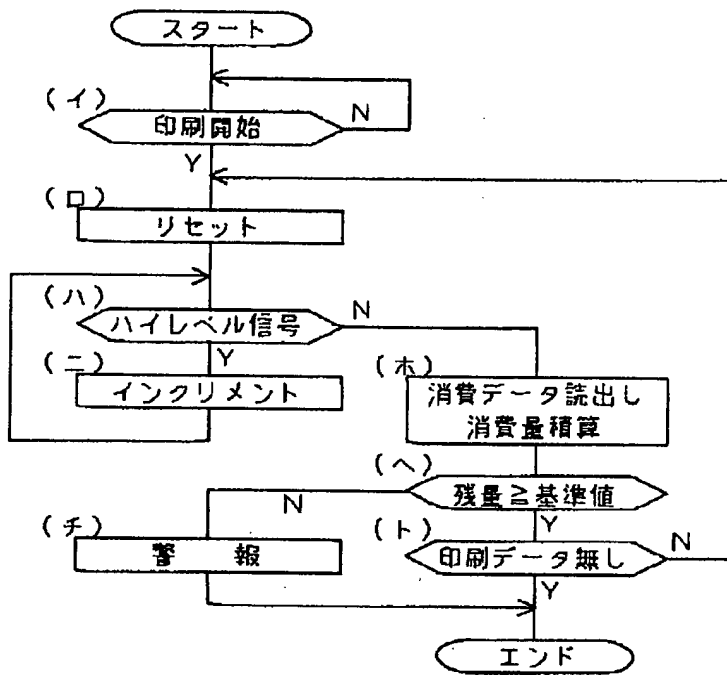 スタート
(イ)
印刷開始
N
Y
(ロ)
リセット
(ハ)
ハイレベル信号
N
Y
(ニ)
インクリメント
(ホ)
消費データ読出し
消費量積算
(ヘ)
残量≧基準値
N
Y
(チ)
警 報
(ト)
印刷データ無し
N
Y
エンド